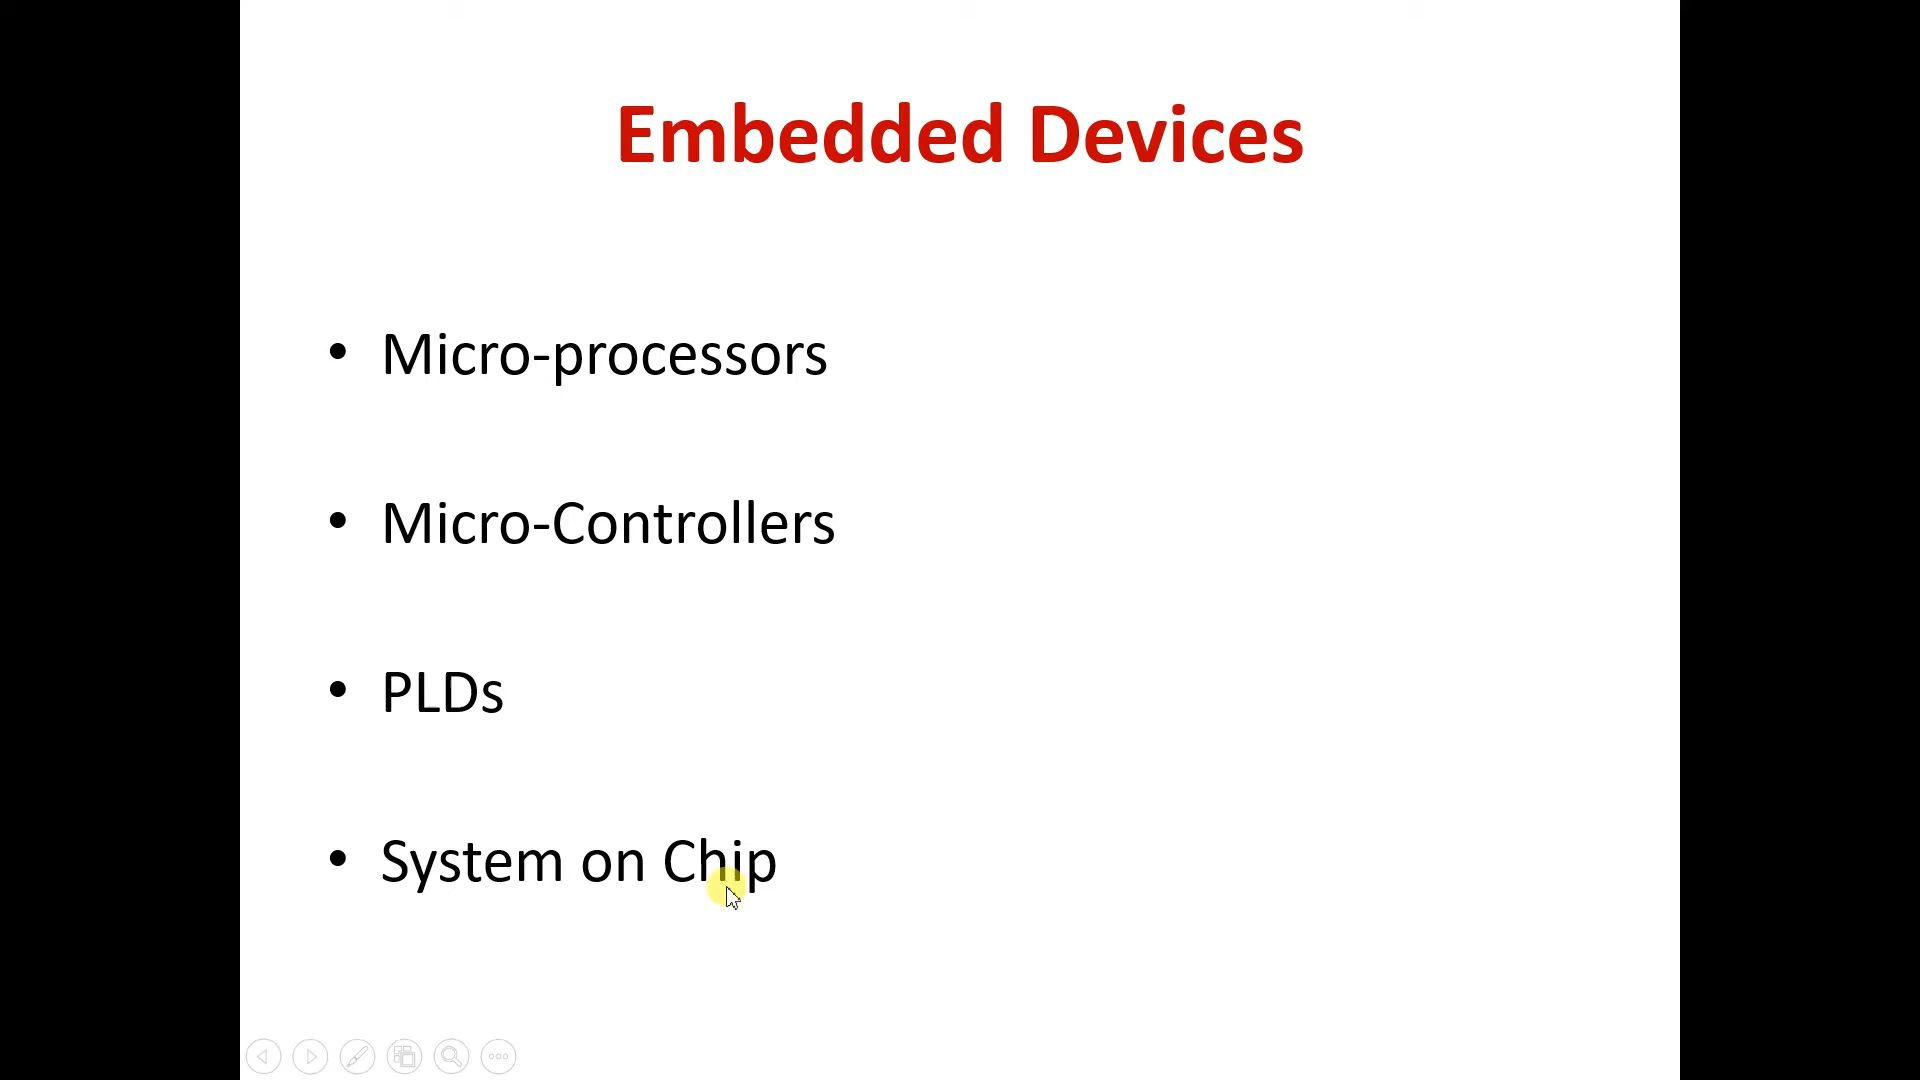 Embedded Devices
• Micro-processors
• Micro-Controllers
• PLDs
• System on Chip